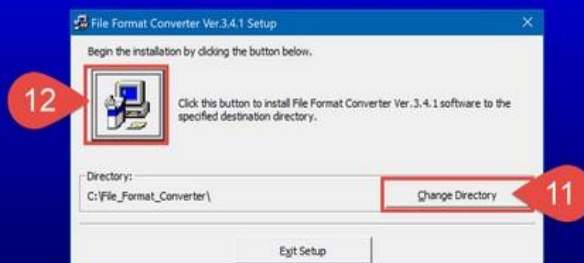 File Format Converter Ver.3.4.1 Setup
Begin the installation by clicking the button below.
12
Click this button to install File Format Converter Ver.3.4.1 software to the
specified destination directory.
Directory:
C:\File_Format_Converter\
Change Directory
11
Exit Setup